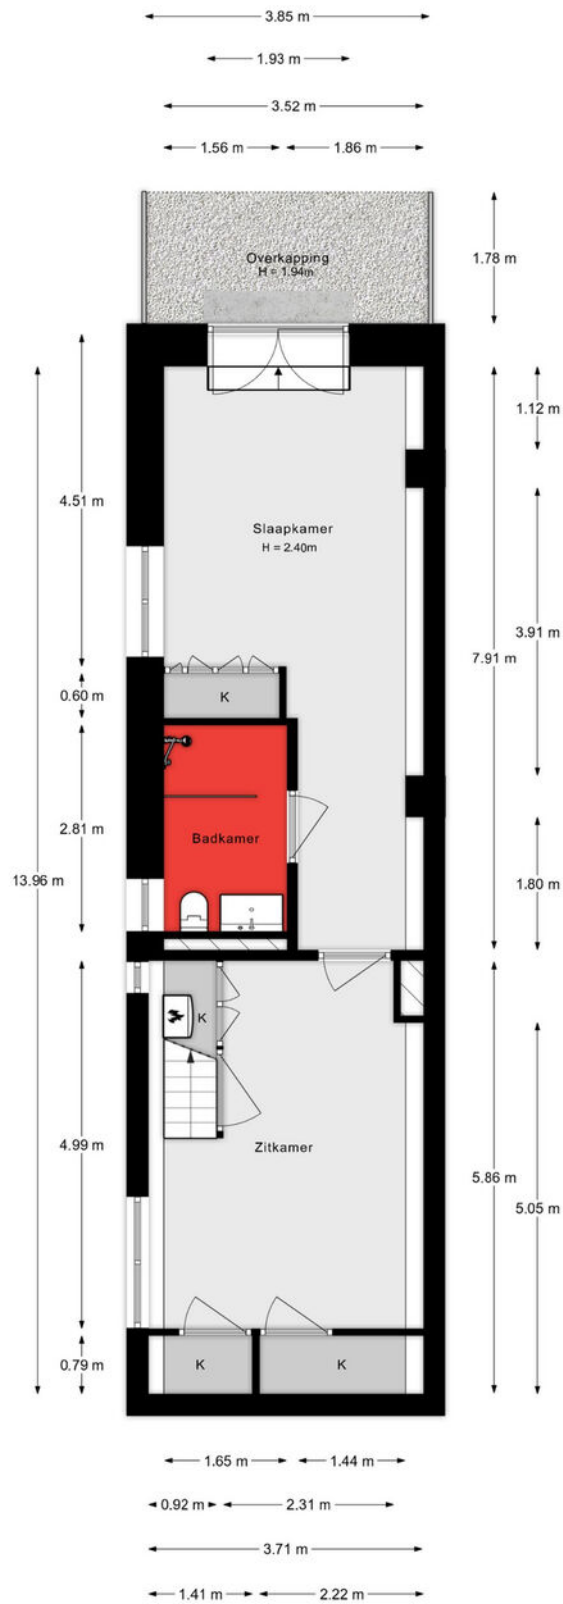 3.85 m
1.93 m
3.52 m
1.56 m
1.86 m
Overkapping
H = 1.94m
1.78 m
1.12 m
4.51 m
Slaapkamer
H = 2.40m
3.91 m
7.91 m
0.60 m
K
2.81 m
Badkamer
13.96 m
1.80 m
K
4.99 m
Zitkamer
5.86 m
5.05 m
0.79 m
K
K
1.65 m
1.44 m
0.92 m
2.31 m
3.71 m
1.41 m
2.22 m